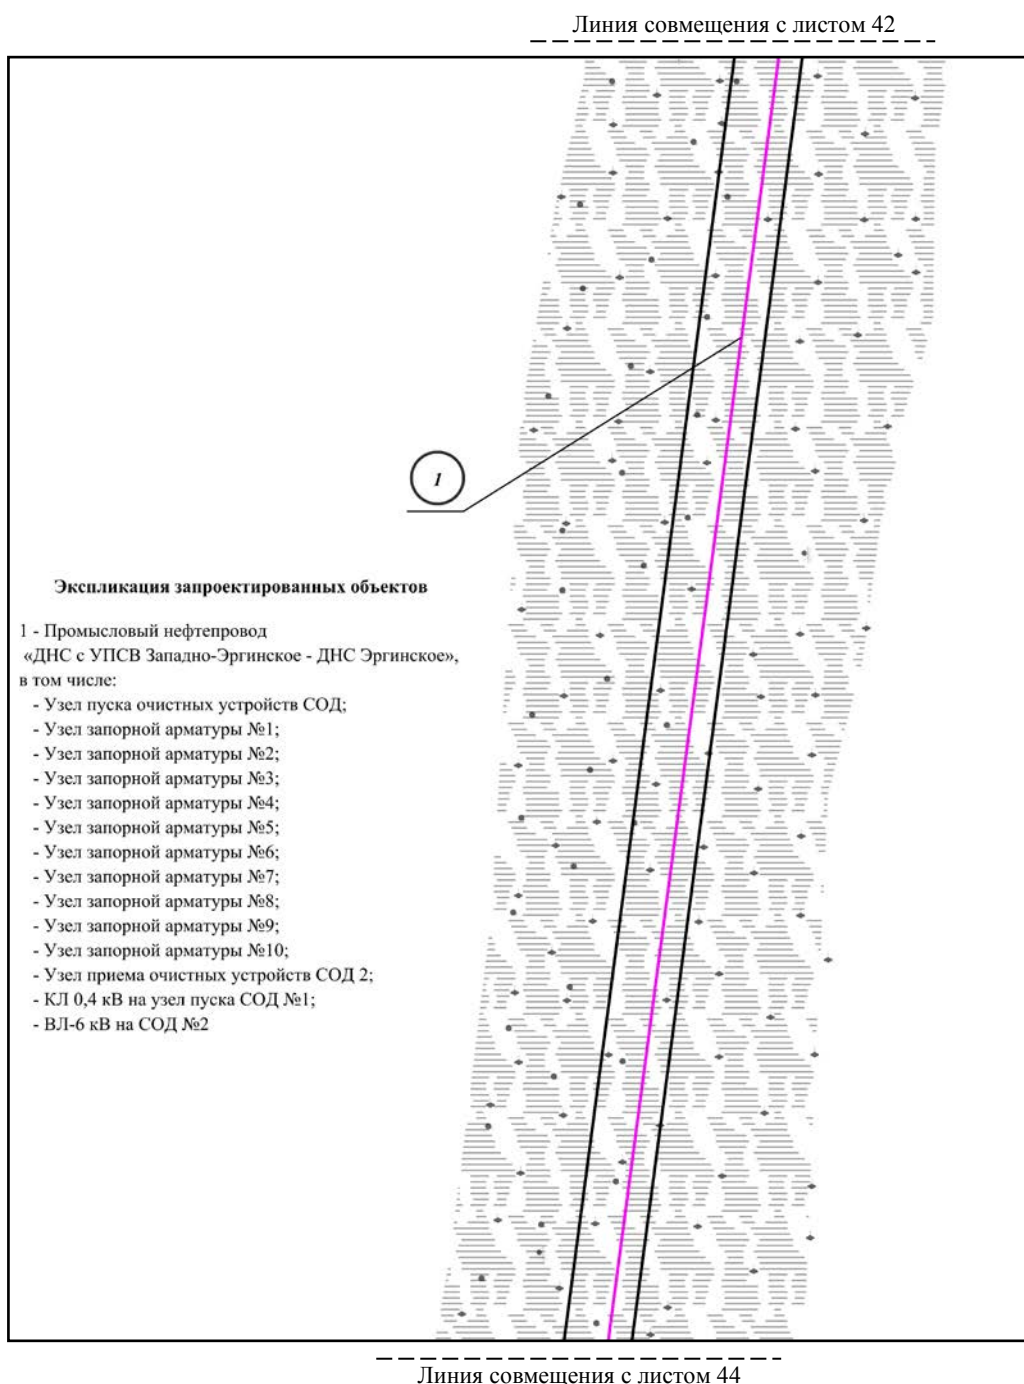 Линия совмещения с листом 42
1
Экспликация запроектированных объектов
1 - Промысловый нефтепровод
«ДНС с УПСВ Западно-Эргинское - ДНС Эргинское»,
в том числе:
- Узел пуска очистных устройств СОД;
- Узел запорной арматуры №1;
- Узел запорной арматуры №2;
- Узел запорной арматуры №3;
- Узел запорной арматуры №4;
- Узел запорной арматуры №5;
- Узел запорной арматуры №6;
- Узел запорной арматуры №7;
- Узел запорной арматуры №8;
- Узел запорной арматуры №9;
- Узел запорной арматуры №10;
- Узел приема очистных устройств СОД 2;
- КЛ 0,4 кВ на узел пуска СОД №1;
- ВЛ-6 кВ на СОД №2
Линия совмещения с листом 44